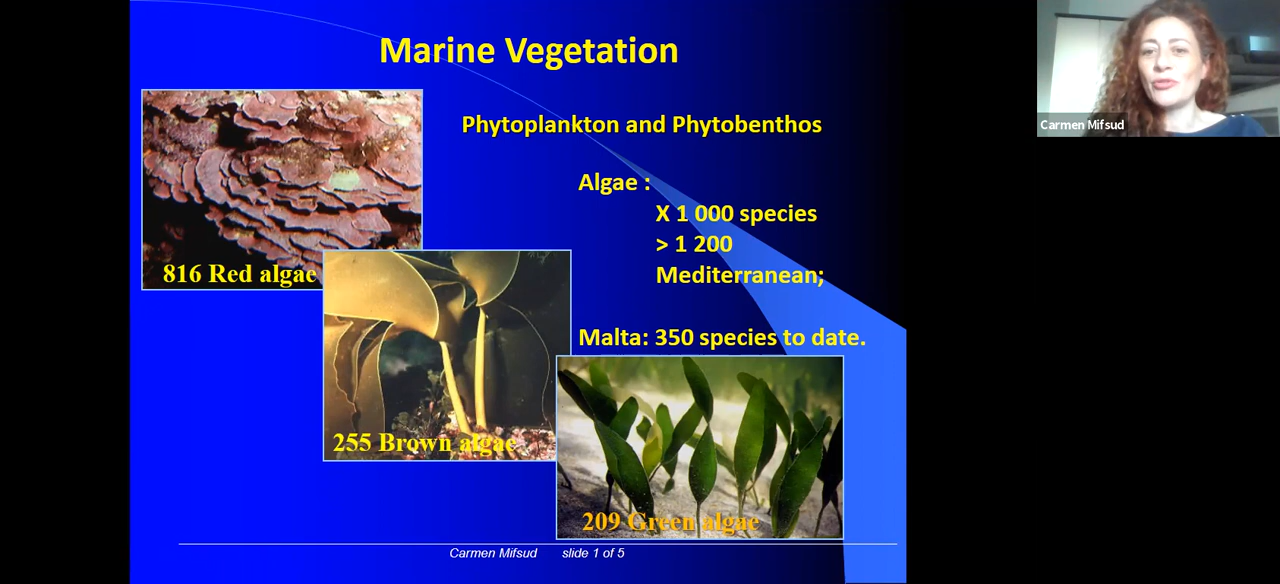 Marine Vegetation
Phytoplankton and Phytobenthos
Algae :
X 1 000 species
> 1 200
Mediterranean;
Malta: 350 species to date.
816 Red algae
255 Brown algae
209 Green algae
Carmen Mifsud slide 1 of 5
Carmen Mifsud